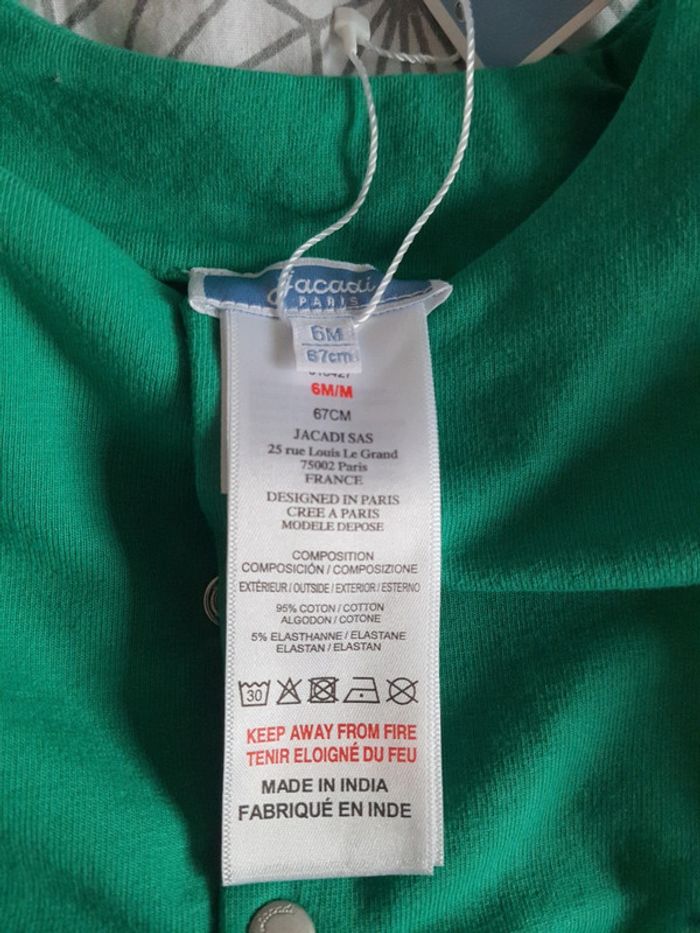 Jacadi
PARIS
6M
67cm
6M/M
67CM
JACADI SAS
25 rue Louis Le Grand
75002 Paris
FRANCE
DESIGNED IN PARIS
CREE A PARIS
MODELE DEPOSE
COMPOSITION
COMPOSICIÓN / COMPOSIZIONE
EXTÉRIEUR / OUTSIDE / EXTERIOR / ESTERNO
95% COTON / COTTON
ALGODON / COTONE
5% ELASTHANNE / ELASTANE
ELASTAN / ELASTAN
30
KEEP AWAY FROM FIRE
TENIR ELOIGNÉ DU FEU
MADE IN INDIA
FABRIQUÉ EN INDE